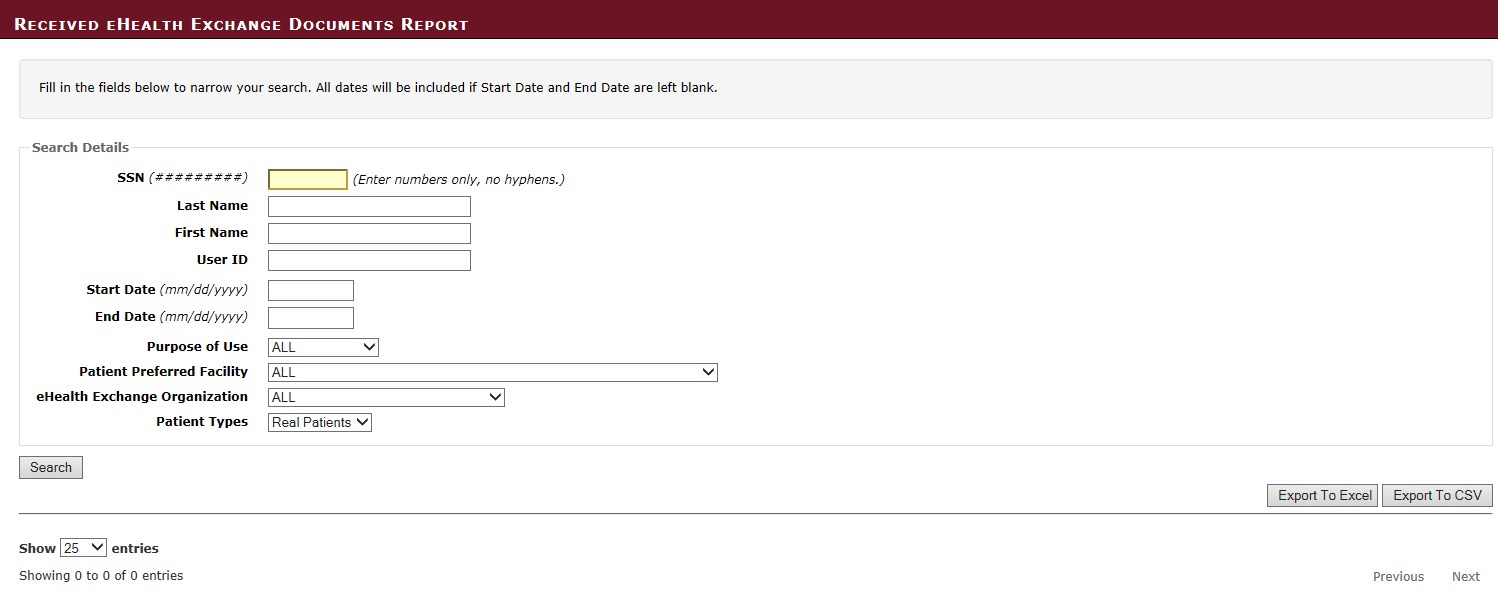 Received eHealth Exchange Documents Report
Fill in the fields below to narrow your search. All dates will be included if Start Date and End Date are left blank.
Search Details
SSN (#########) (Enter numbers only, no hyphens.)
Last Name
First Name
User ID
Start Date (mm/dd/yyyy)
End Date (mm/dd/yyyy)
Purpose of Use ALL
Patient Preferred Facility ALL
eHealth Exchange Organization ALL
Patient Types Real Patients
Search
Export To Excel Export To CSV
Show 25 entries
Showing 0 to 0 of 0 entries Previous Next